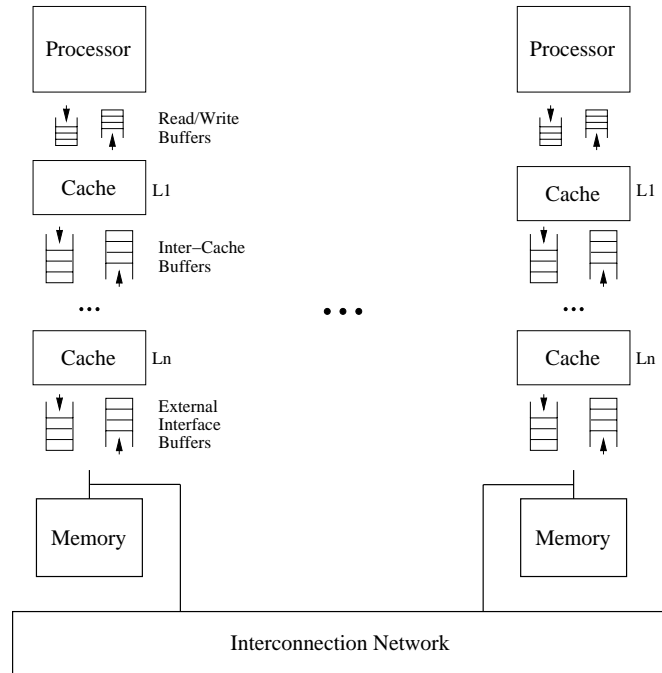 Processor
Processor
Read/Write
Buffers
Cache
L1
Cache
L1
Inter−Cache
Buffers
...
...
...
Cache
Ln
Cache
Ln
External
Interface
Buffers
Memory
Memory
Interconnection Network